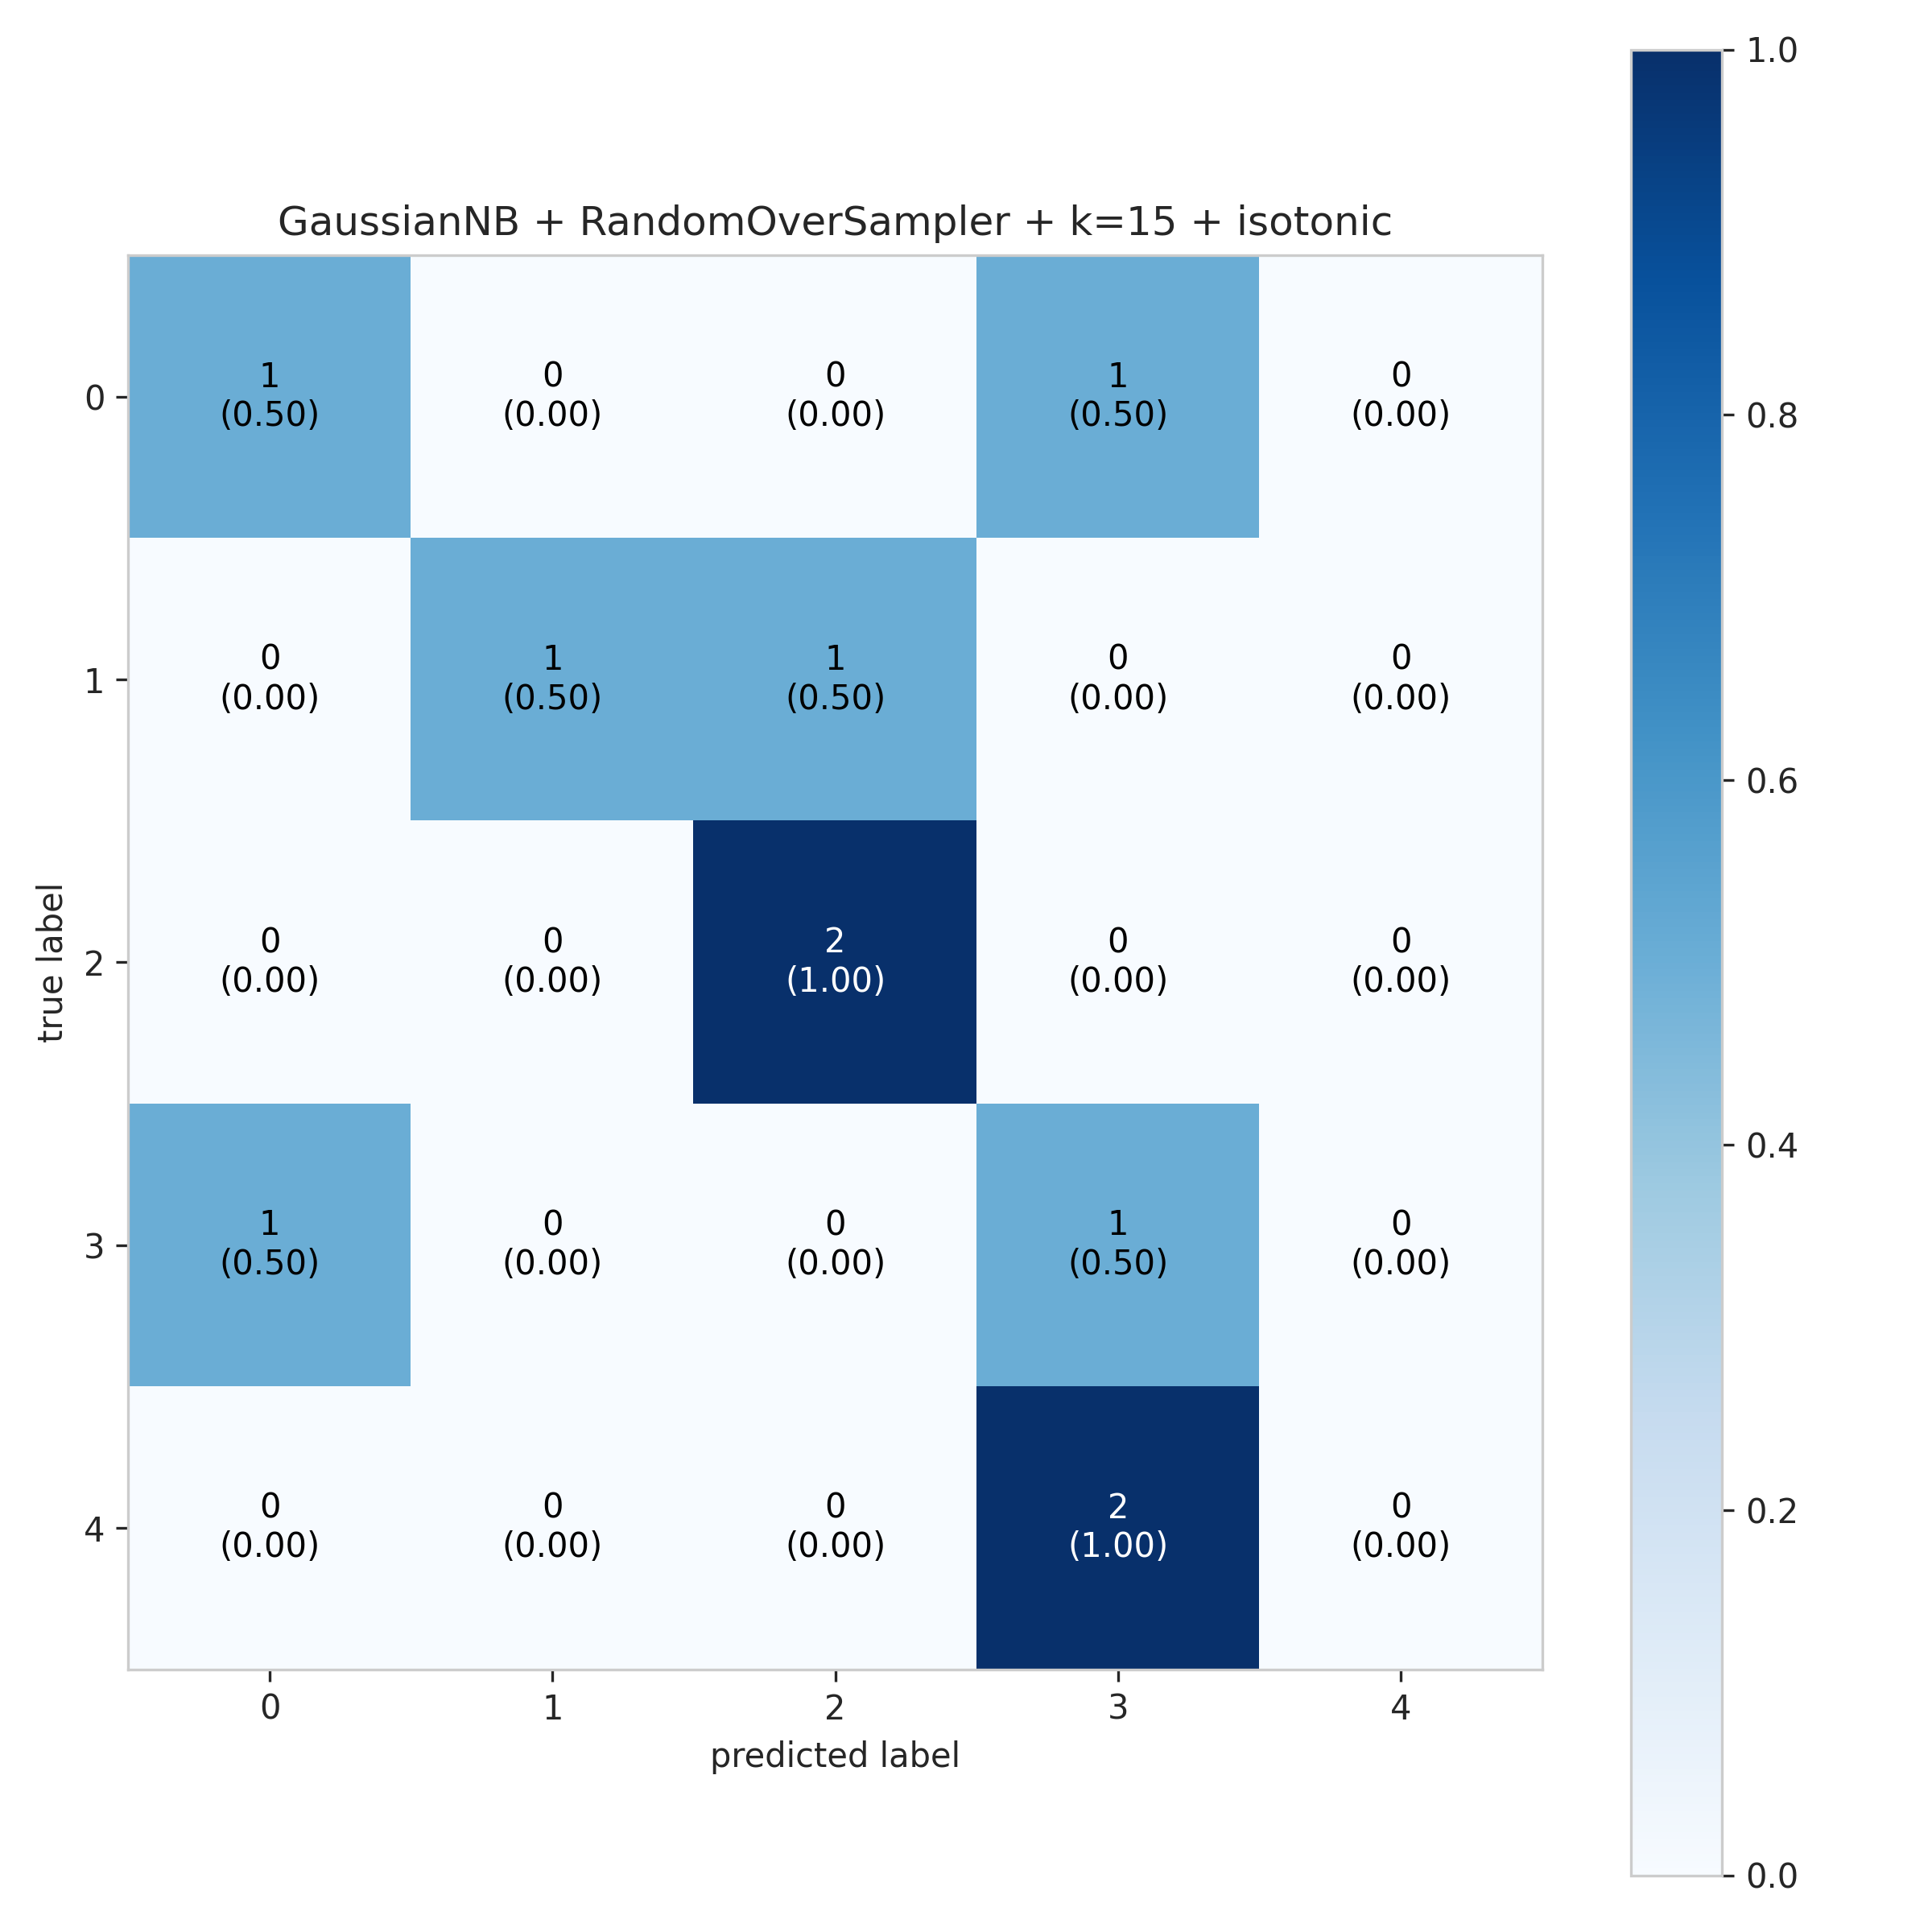 GaussianNB + RandomOverSampler + k=15 + isotonic
1 0 0 1 0
(0.50) (0.00) (0.00) (0.50) (0.00)
0 1 1 0 0
(0.00) (0.50) (0.50) (0.00) (0.00)
0 0 2 0 0
(0.00) (0.00) (1.00) (0.00) (0.00)
1 0 0 1 0
(0.50) (0.00) (0.00) (0.50) (0.00)
0 0 0 2 0
(0.00) (0.00) (0.00) (1.00) (0.00)
0
1
2
3
4
true label
0 1 2 3 4
predicted label
1.0
0.8
0.6
0.4
0.2
0.0